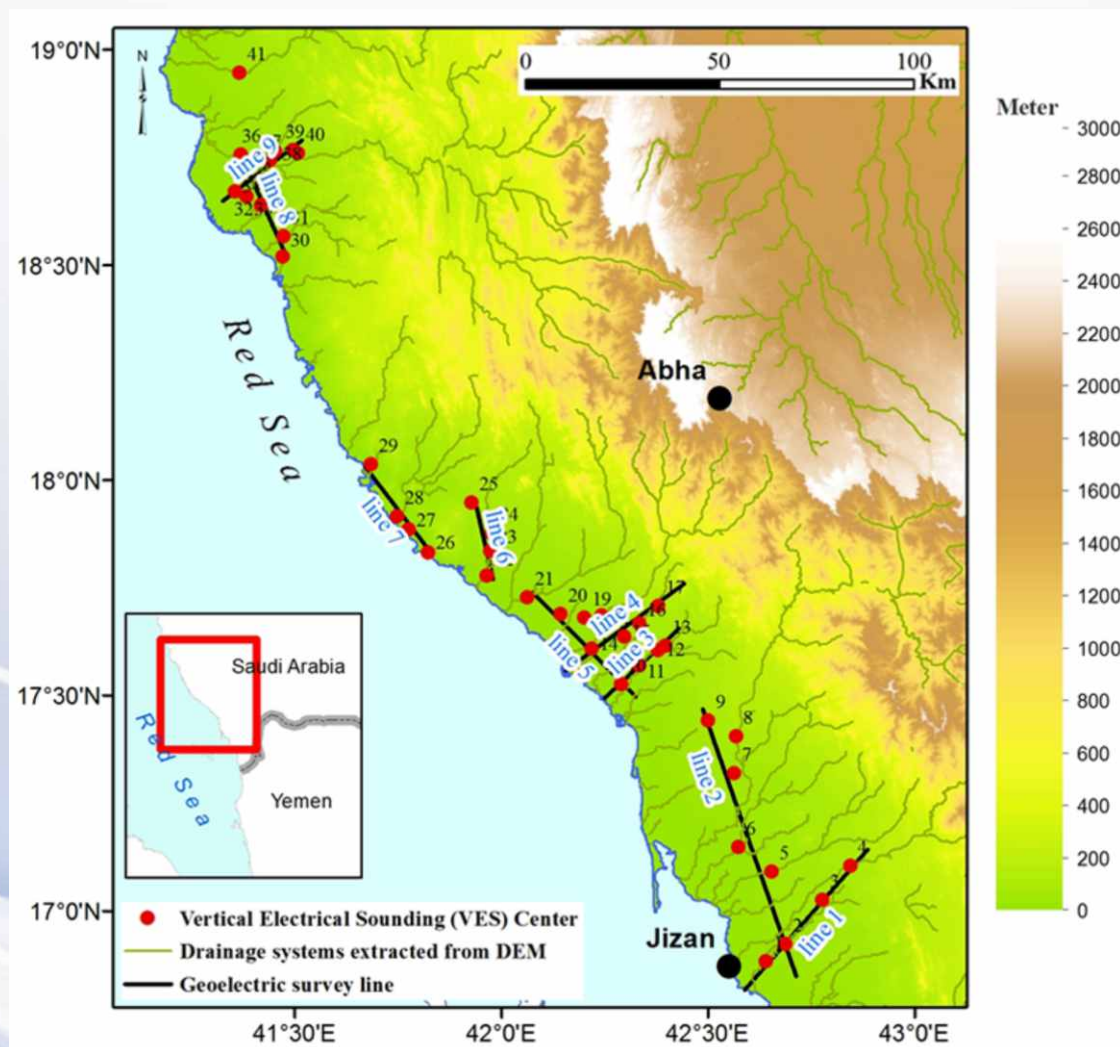 19°0'N
18°30'N
18°0'N
17°30'N
17°0'N
41°30'E
42°0'E
42°30'E
43°0'E
N
0 50 100
Km
Meter
3000
2800
2600
2400
2200
2000
1800
1600
1400
1200
1000
800
600
400
200
0
41
36
39
40
line 9
line 8
30
Red Sea
Abha
29
28
27
26
line 7
25
line 6
21
20
19
line 4
17
13
12
line 3
11
line 5
9
8
7
line 2
6
5
4
3
2
line 1
Jizan
Saudi Arabia
Red Sea
Yemen
Vertical Electrical Sounding (VES) Center
Drainage systems extracted from DEM
Geoelectric survey line